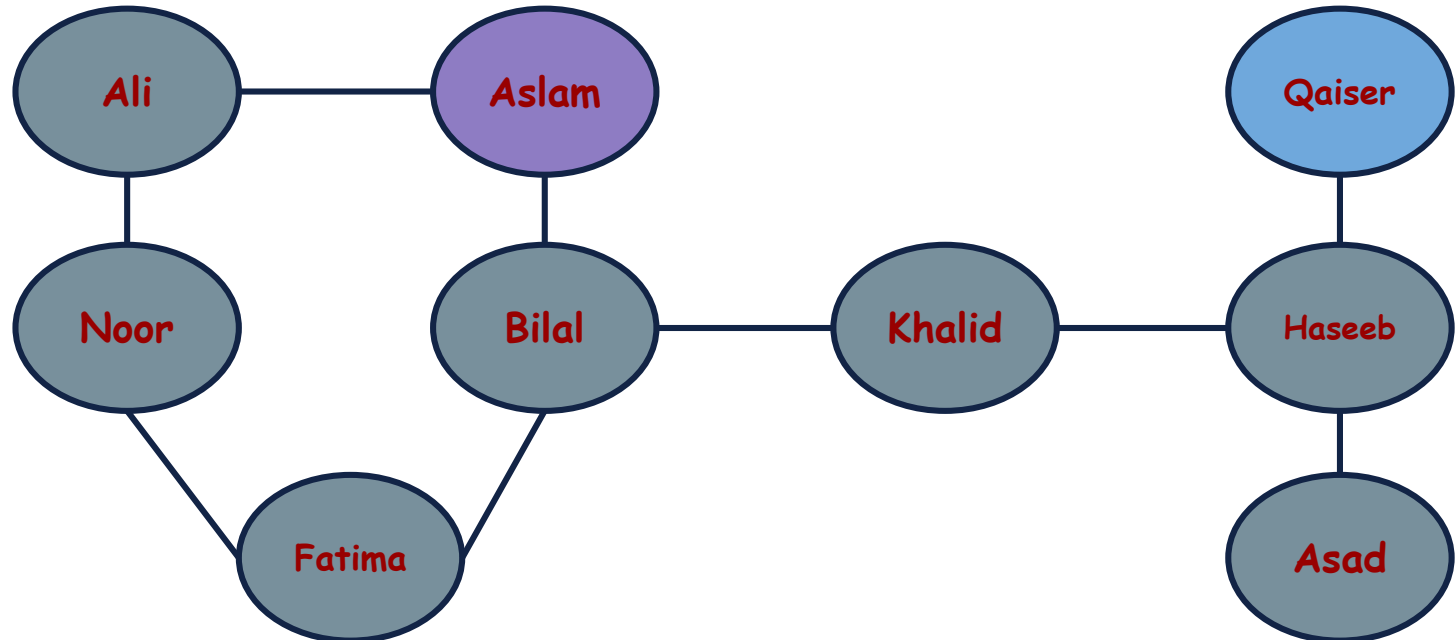 Ali
Aslam
Qaiser
Noor
Bilal
Khalid
Haseeb
Fatima
Asad